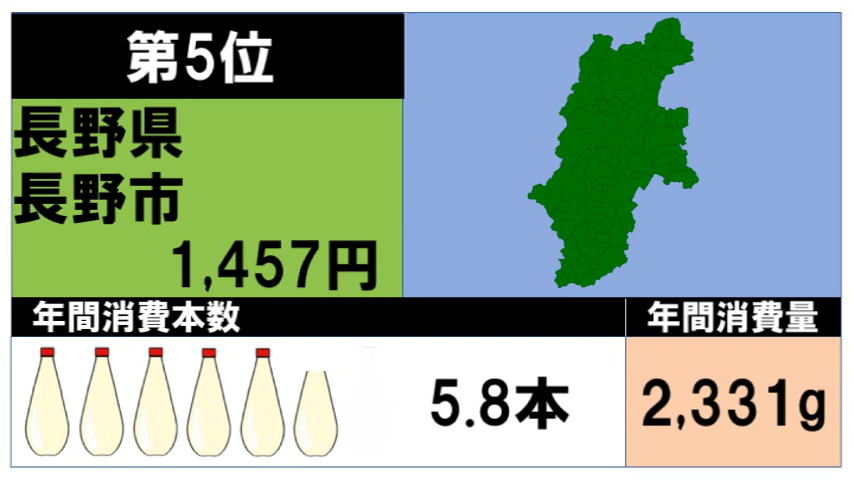 第5位
長野県
長野市
1,457円
年間消費本数
年間消費量
5.8本
2,331g